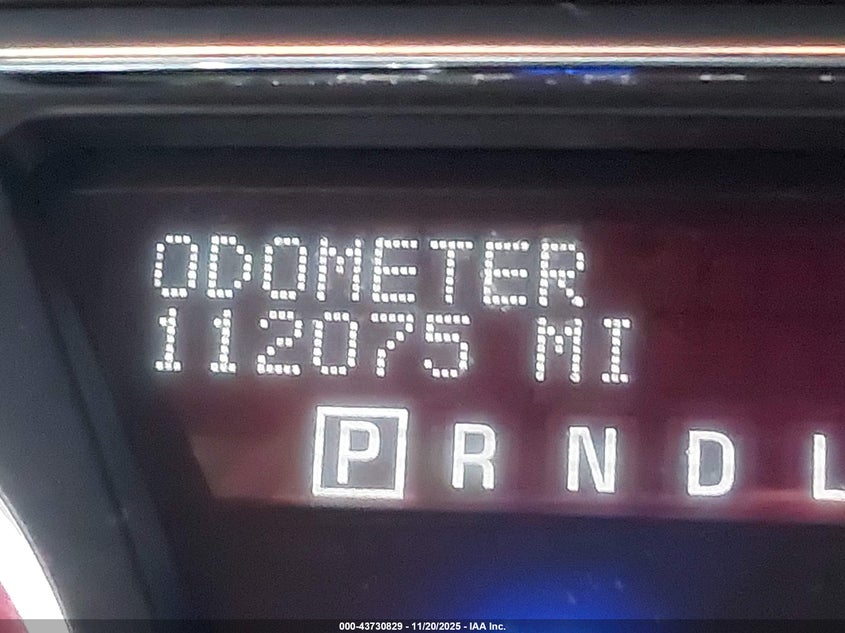 ODOMETER
112075 MI
P R N D L
000-43730829 - 11/20/2025 - IAA Inc.